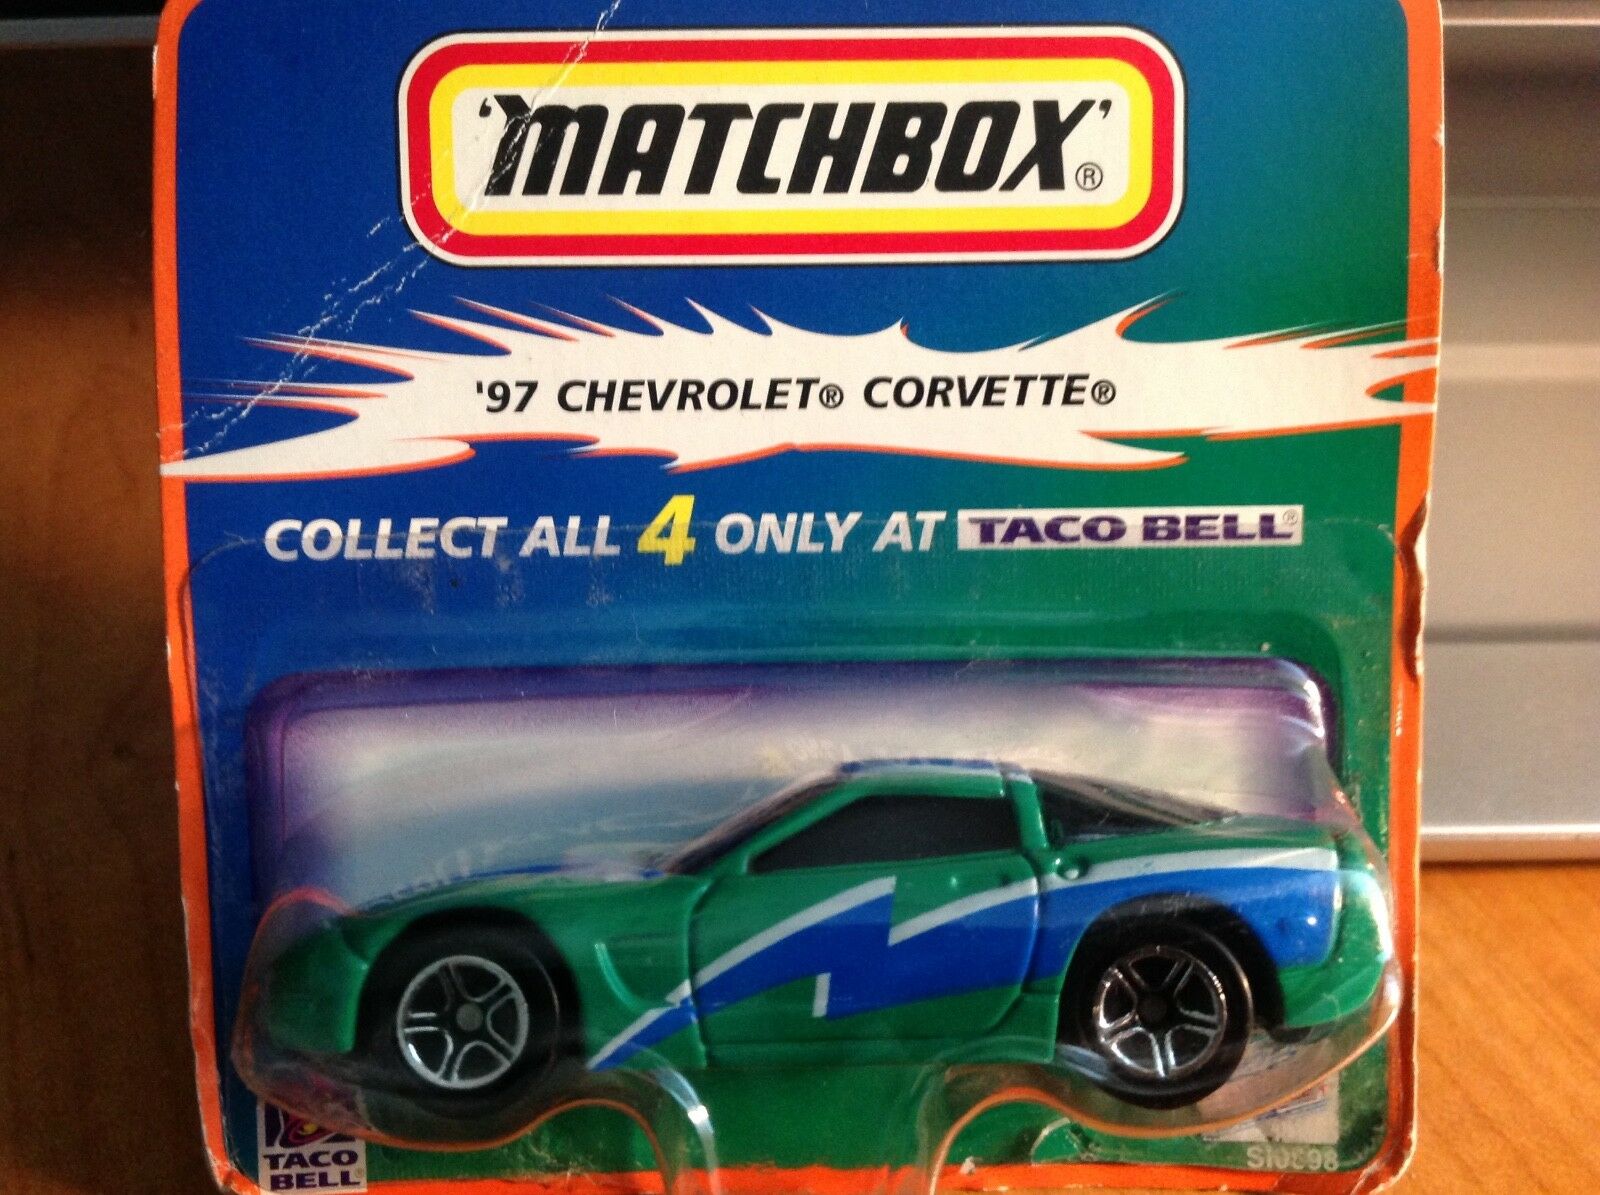 'MATCHBOX'®
'97 CHEVROLET® CORVETTE®
COLLECT ALL 4 ONLY AT TACO BELL®
TACO
BELL®